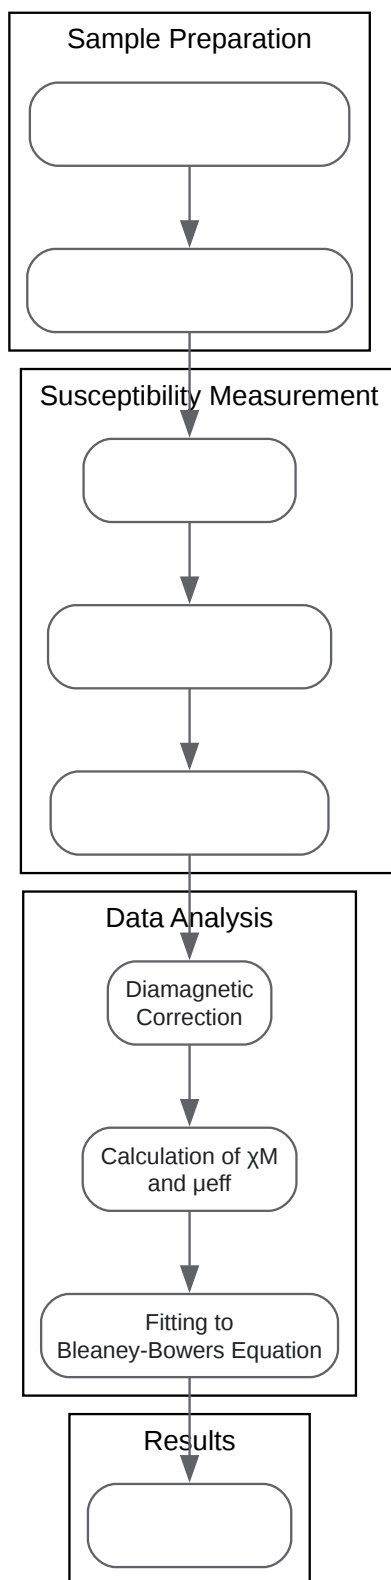 Sample Preparation
Susceptibility Measurement
Data Analysis
Diamagnetic
Correction
Calculation of χM
and μeff
Fitting to
Bleaney-Bowers Equation
Results